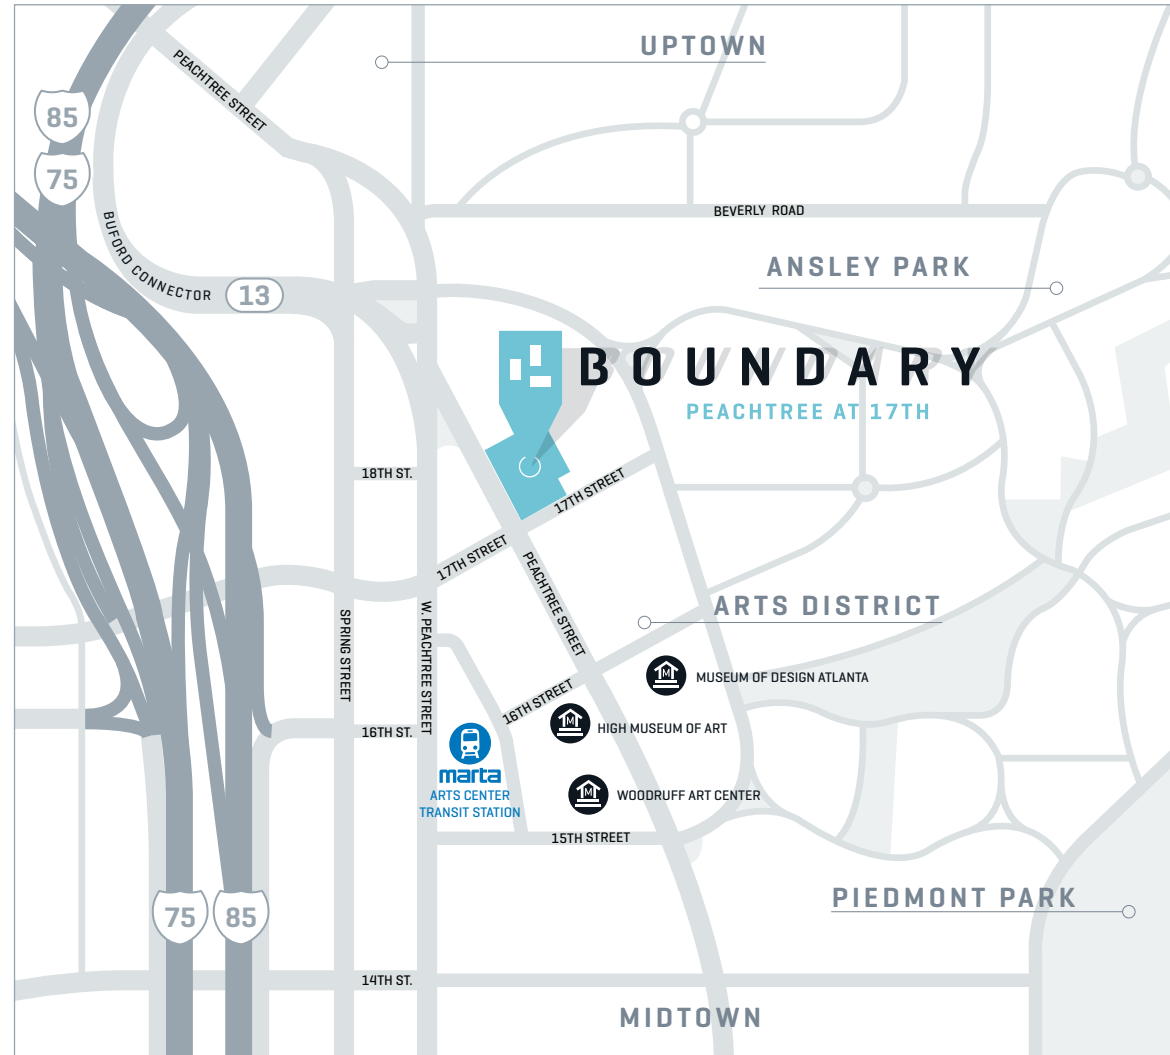 UPTOWN
PEACHTREE STREET
85
75
BEVERLY ROAD
BUFORD CONNECTOR
13
ANSLEY PARK
BOUNDARY
PEACHTREE AT 17TH
18TH ST.
17TH STREET
17TH STREET
PEACHTREE STREET
SPRING STREET
W. PEACHTREE STREET
ARTS DISTRICT
M
MUSEUM OF DESIGN ATLANTA
16TH STREET
M
HIGH MUSEUM OF ART
16TH ST.
marta
ARTS CENTER
TRANSIT STATION
M
WOODRUFF ART CENTER
15TH STREET
PIEDMONT PARK
75
85
14TH ST.
MIDTOWN